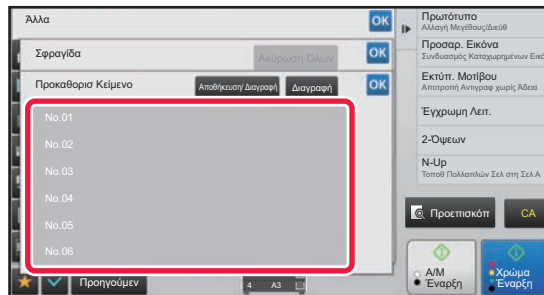 Άλλα
OK
Σφραγίδα
Ακύρωση Όλων
OK
Προκαθορισ Κείμενο
Αποθήκευση/ Διαγραφή
Διαγραφή
OK
No.01
No.02
No.03
No.04
No.05
No.06
Προηγούμεν
4 A3
Πρωτότυπο
Αλλαγή Μεγέθους/Διεύθ
Προσαρ. Εικόνα
Συνδυασμός Καταχωρημένων Εικό
Εκτύπ. Μοτίβου
Αποτροπή Αντιγραφ χωρίς Άδεια
Έγχρωμη Λειτ.
2-Όψεων
N-Up
Τοποθ Πολλαπλών Σελ στη Σελ Α
Προεπισκόπ
CA
Α/Μ
Έναρξη
Χρώμα
Έναρξη